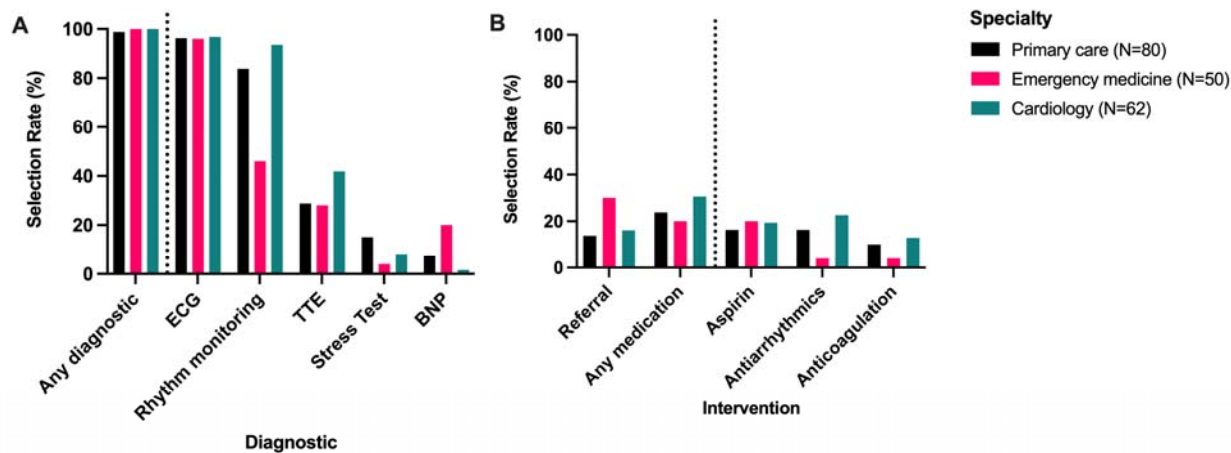 A
Selection Rate (%)
100
80
60
40
20
0
Any diagnostic
ECG
Rhythm monitoring
TTE
Stress Test
BNP
Diagnostic
B
Selection Rate (%)
100
80
60
40
20
0
Referral
Any medication
Aspirin
Antiarrhythmics
Anticoagulation
Intervention
Specialty
Primary care (N=80)
Emergency medicine (N=50)
Cardiology (N=62)